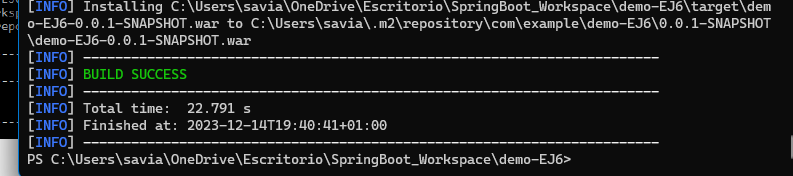 [INFO] Installing C:\Users\savia\OneDrive\Escritorio\SpringBoot_Workspace\demo-EJ6\target\dem
o-EJ6-0.0.1-SNAPSHOT.war to C:\Users\savia\.m2\repository\com\example\demo-EJ6\0.0.1-SNAPSHOT
\demo-EJ6-0.0.1-SNAPSHOT.war
[INFO] ------------------------------------------------------------------------
[INFO] BUILD SUCCESS
[INFO] ------------------------------------------------------------------------
[INFO] Total time:  22.791 s
[INFO] Finished at: 2023-12-14T19:40:41+01:00
[INFO] ------------------------------------------------------------------------
PS C:\Users\savia\OneDrive\Escritorio\SpringBoot_Workspace\demo-EJ6>